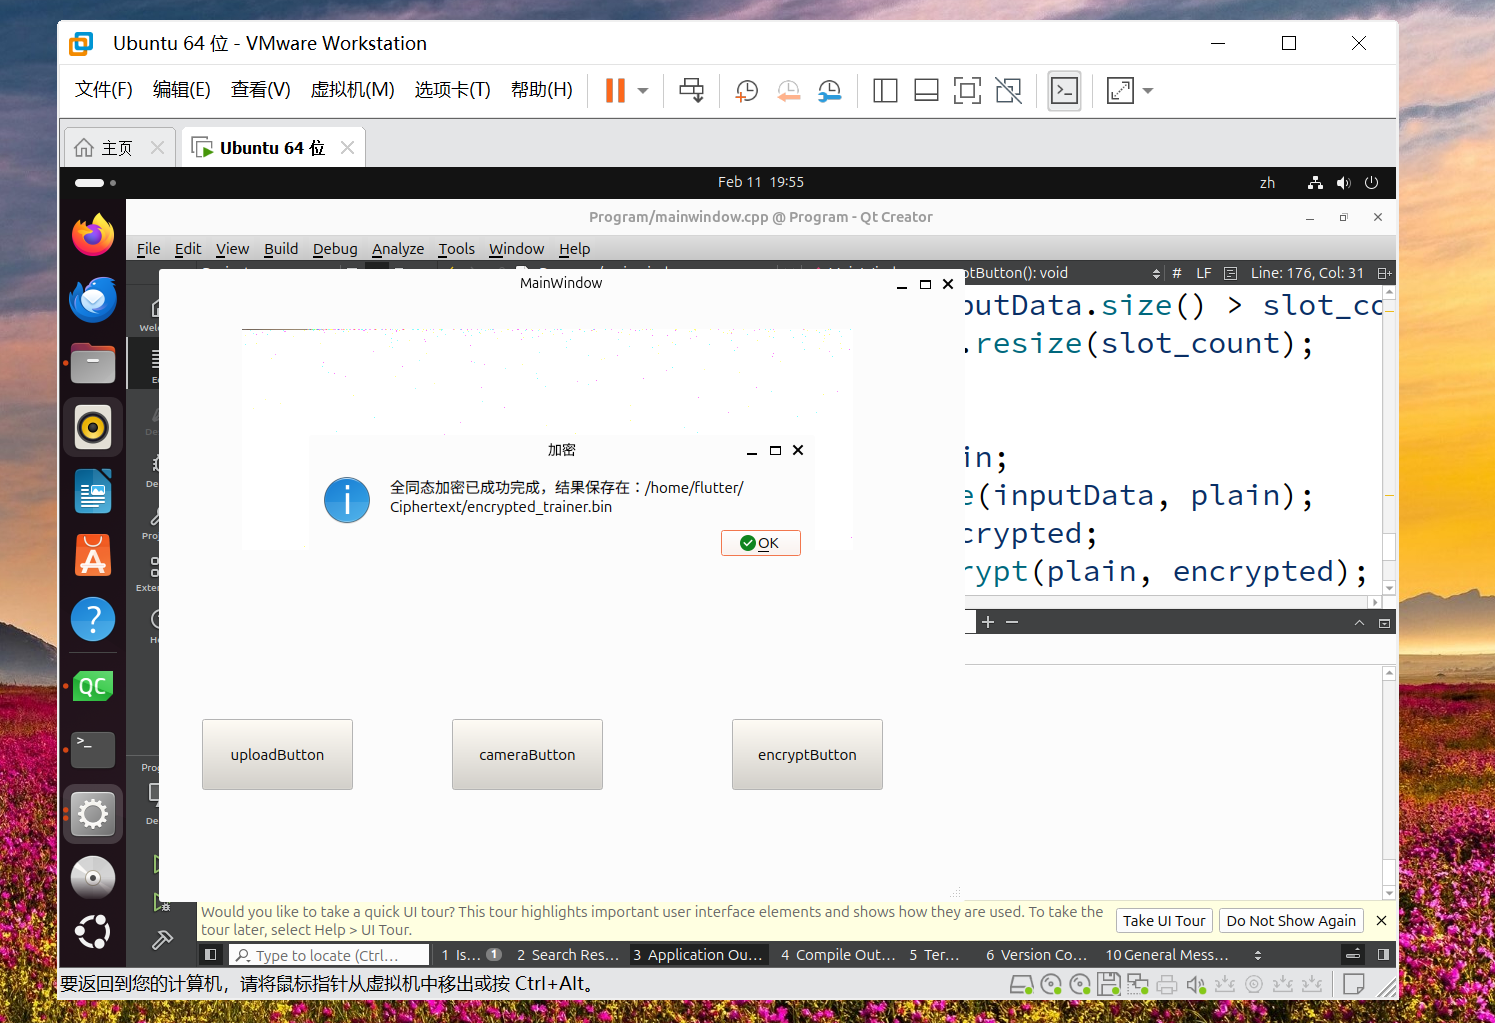 Ubuntu 64 位 - VMware Workstation
文件(F) 编辑(E) 查看(V) 虚拟机(M) 选项卡(T) 帮助(H)
主页
Ubuntu 64 位
Feb 11 19:55
zh
Program/mainwindow.cpp @ Program - Qt Creator
File Edit View Build Debug Analyze Tools Window Help
otButton(): void
# LF Line: 176, Col: 31
MainWindow
putData.size() > slot_co
.resize(slot_count);
in;
e(inputData, plain);
crypted;
rypt(plain, encrypted);
加密
全同态加密已成功完成，结果保存在：/home/flutter/
Ciphertext/encrypted_trainer.bin
OK
uploadButton
cameraButton
encryptButton
QC
Would you like to take a quick UI tour? This tour highlights important user interface elements and shows how they are used. To take the
tour later, select Help > UI Tour.
Take UI Tour
Do Not Show Again
Type to locate (Ctrl...
1 Is... 1
2 Search Res...
3 Application Ou...
4 Compile Out...
5 Ter...
6 Version Co...
10 General Mess...
要返回到您的计算机，请将鼠标指针从虚拟机中移出或按 Ctrl+Alt。